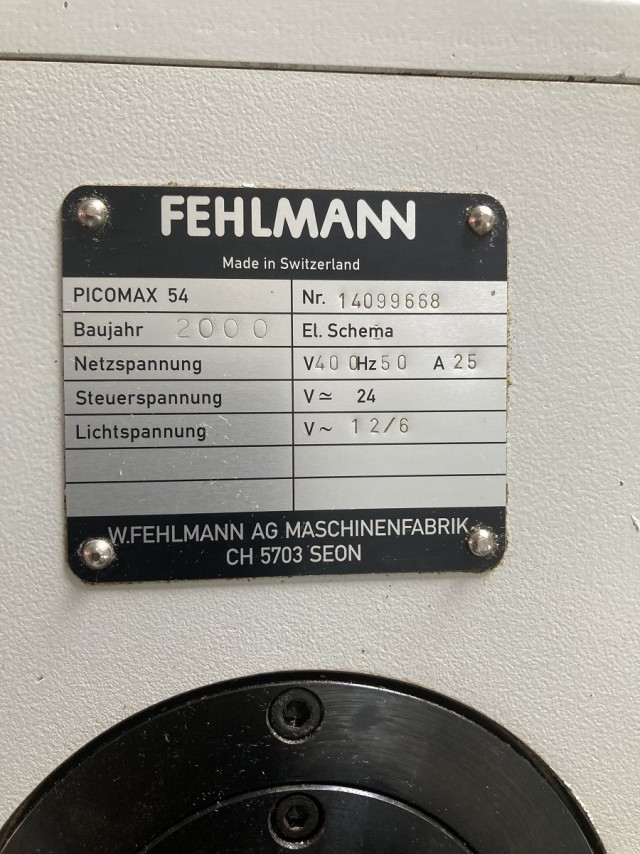 FEHLMANN
Made in Switzerland
PICOMAX 54 Nr. 14099668
Baujahr 2000 El. Schema
Netzspannung V400 Hz50 A 25
Steuerspannung V≃ 24
Lichtspannung V~ 12/6
W.FEHLMANN AG MASCHINENFABRIK
CH 5703 SEON